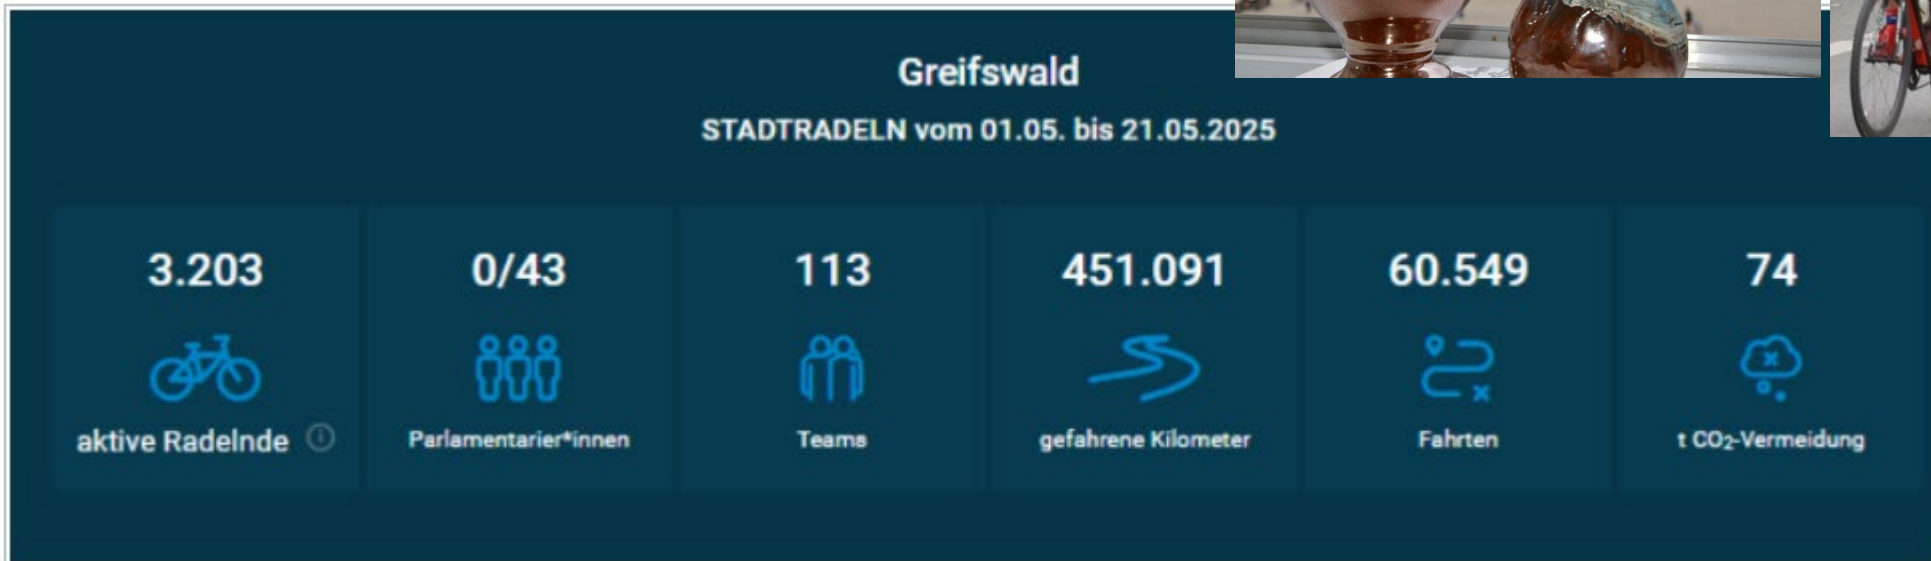 Greifswald
STADTRADELN vom 01.05. bis 21.05.2025
3.203
aktive Radelnde
0/43
Parlamentarier*innen
113
Teams
451.091
gefahrene Kilometer
60.549
Fahrten
74
t CO₂-Vermeidung